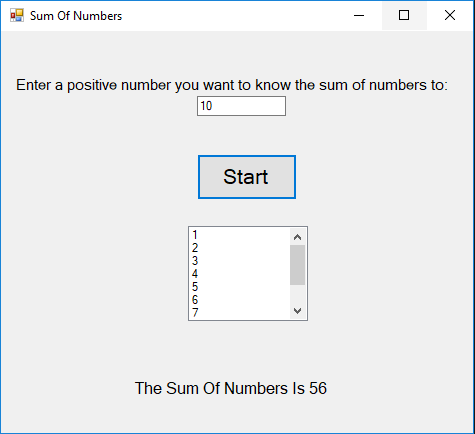 Sum Of Numbers
Enter a positive number you want to know the sum of numbers to:
10
Start
1
2
3
4
5
6
7
The Sum Of Numbers Is 56